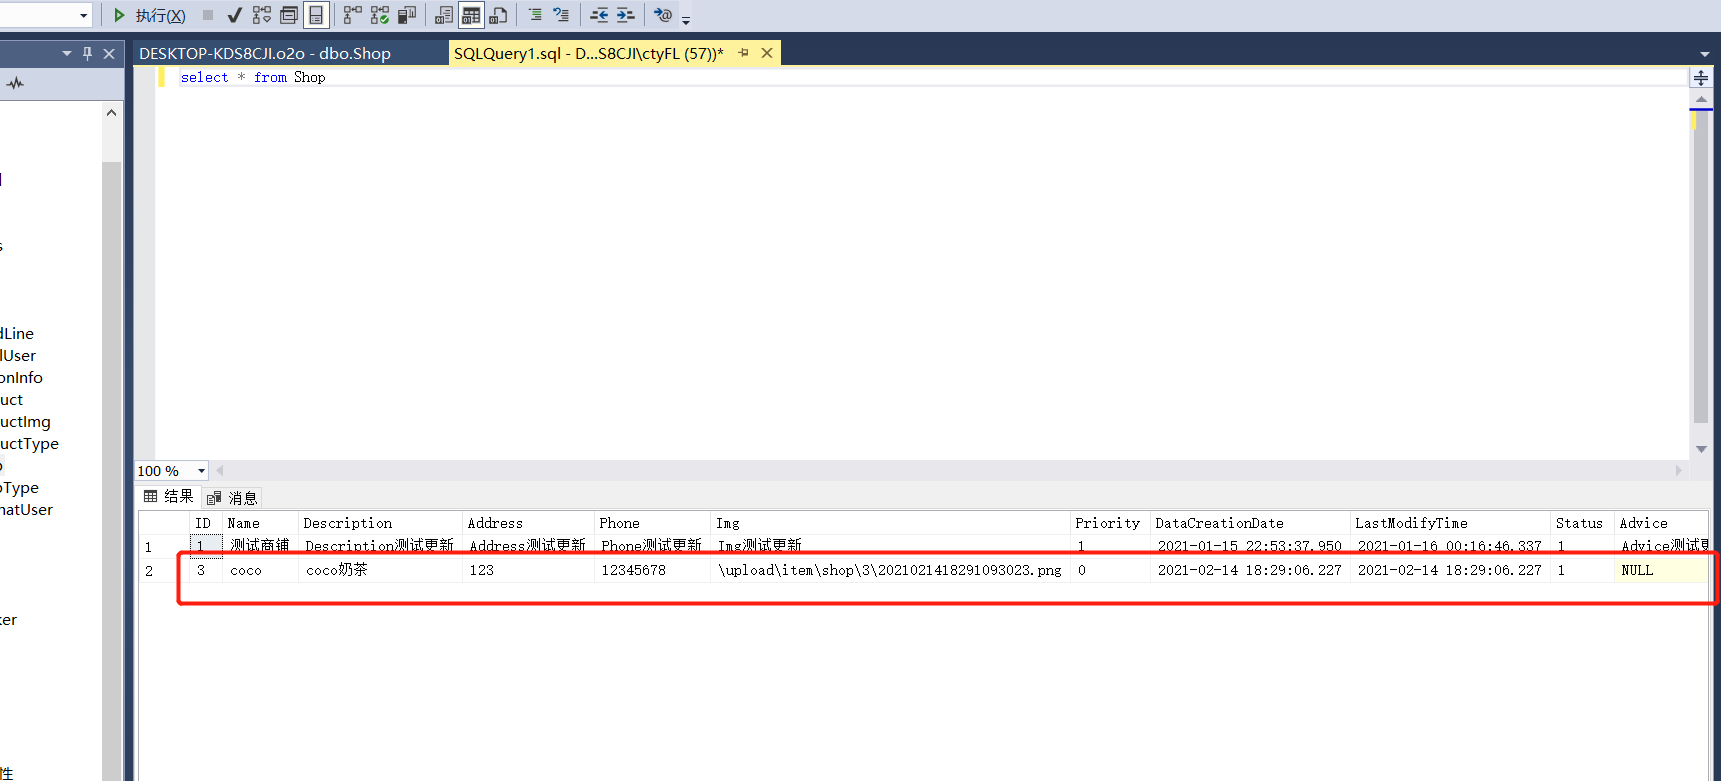 执行(X)
DESKTOP-KDS8CJI.o2o - dbo.Shop
SQLQuery1.sql - D...S8CJI\ctyFL (57))*
select * from Shop
dLine
lUser
onInfo
uct
uctImg
uctType
oType
hatUser
ker
性
100 %
结果
消息
ID Name Description Address Phone Img Priority DataCreationDate LastModifyTime Status Advice
1 1 测试商铺 Description测试更新 Address测试更新 Phone测试更新 Img测试更新 1 2021-01-15 22:53:37.950 2021-01-16 00:16:46.337 1 Advice测试更
2 3 coco coco奶茶 123 12345678 \upload\item\shop\3\2021021418291093023.png 0 2021-02-14 18:29:06.227 2021-02-14 18:29:06.227 1 NULL